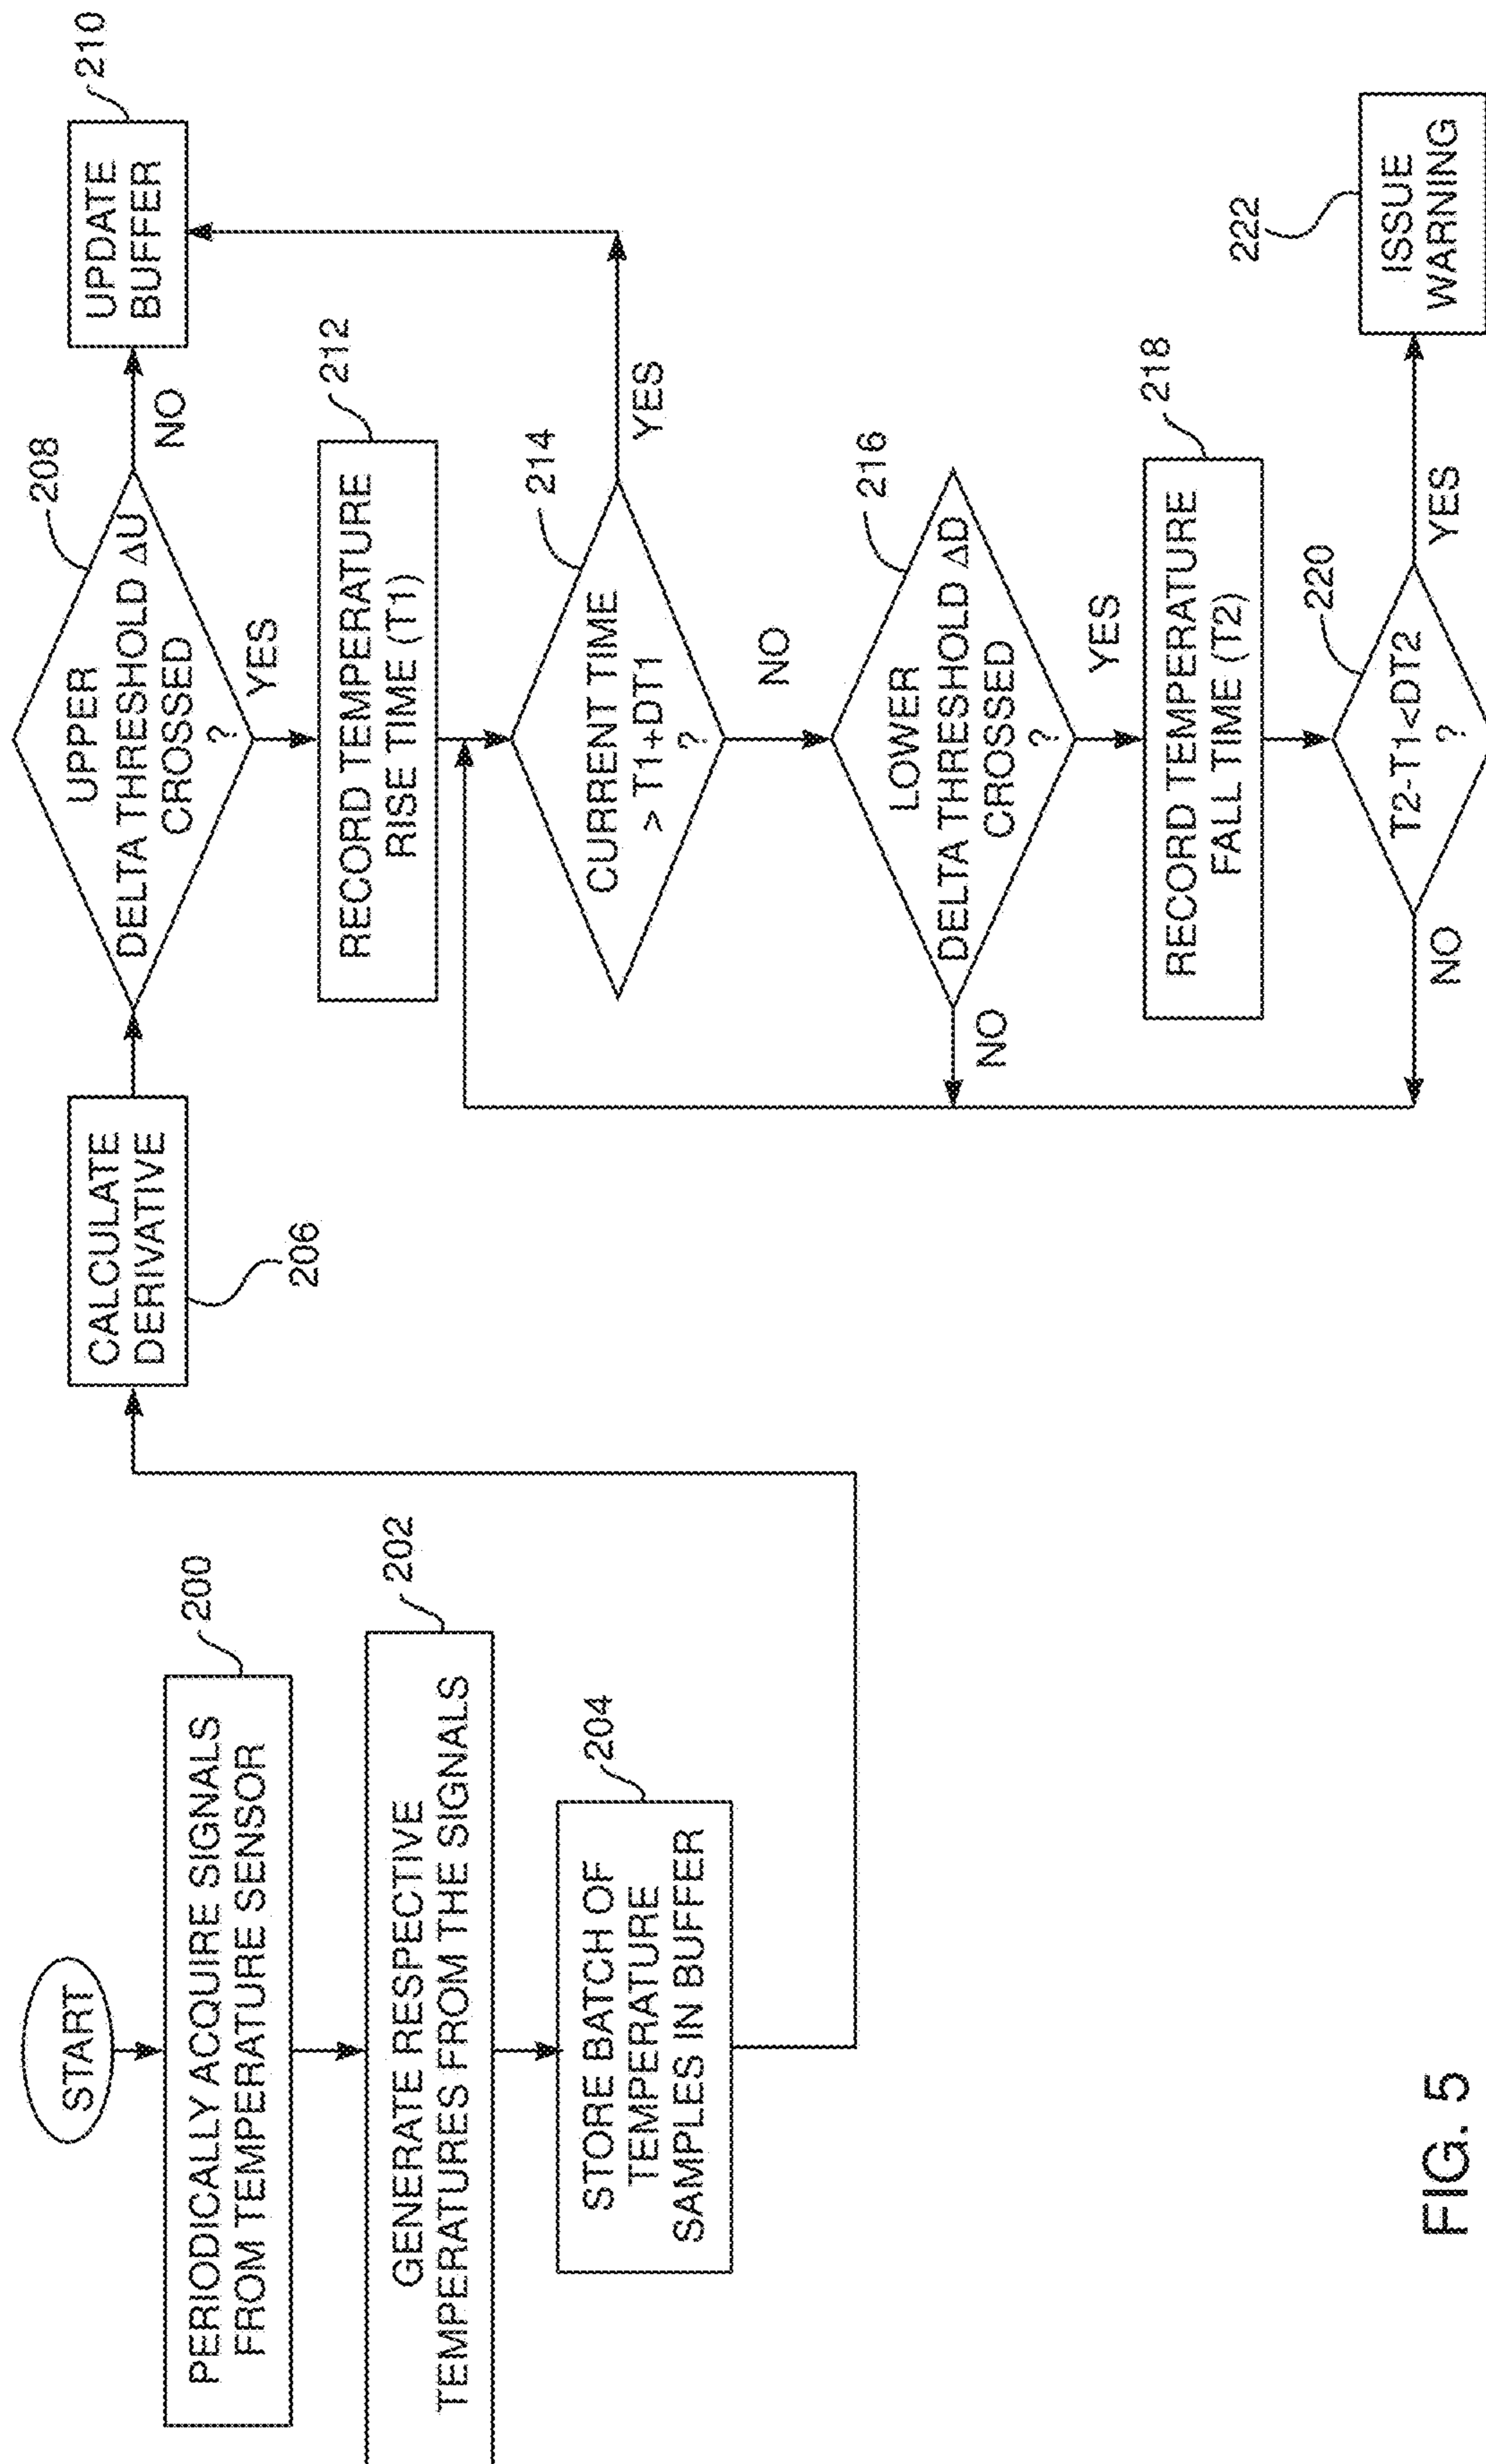 START
200
PERIODICALLY ACQUIRE SIGNALS
FROM TEMPERATURE SENSOR
202
GENERATE RESPECTIVE
TEMPERATURES FROM THE SIGNALS
204
STORE BATCH OF
TEMPERATURE
SAMPLES IN BUFFER
CALCULATE
DERIVATIVE
206
208
UPPER
DELTA THRESHOLD ΔU
CROSSED
?
NO
YES
210
UPDATE
BUFFER
212
RECORD TEMPERATURE
RISE TIME (T1)
214
CURRENT TIME
> T1+DT1
?
YES
NO
216
LOWER
DELTA THRESHOLD ΔD
CROSSED
?
NO
YES
218
RECORD TEMPERATURE
FALL TIME (T2)
220
T2-T1<DT2
?
NO
YES
222
ISSUE
WARNING
FIG. 5